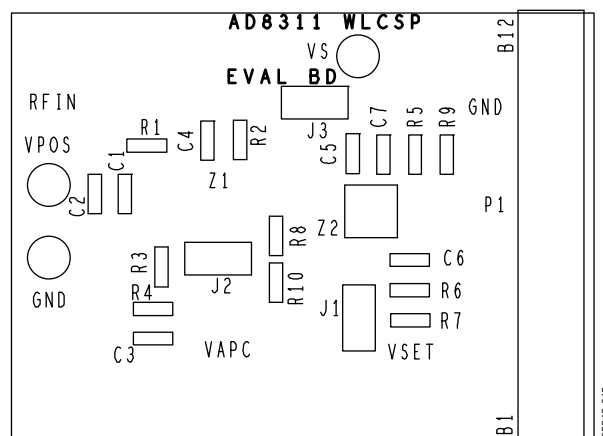 AD8311 WLCSP
VS
B12
EVAL BD
RFIN
GND
J3
R1
C4
R2
C5
C7
R5
R9
VPOS
C1
C2
Z1
Z2
P1
R8
R3
J2
C6
GND
R4
R10
J1
R6
R7
C3
VAPC
VSET
B1